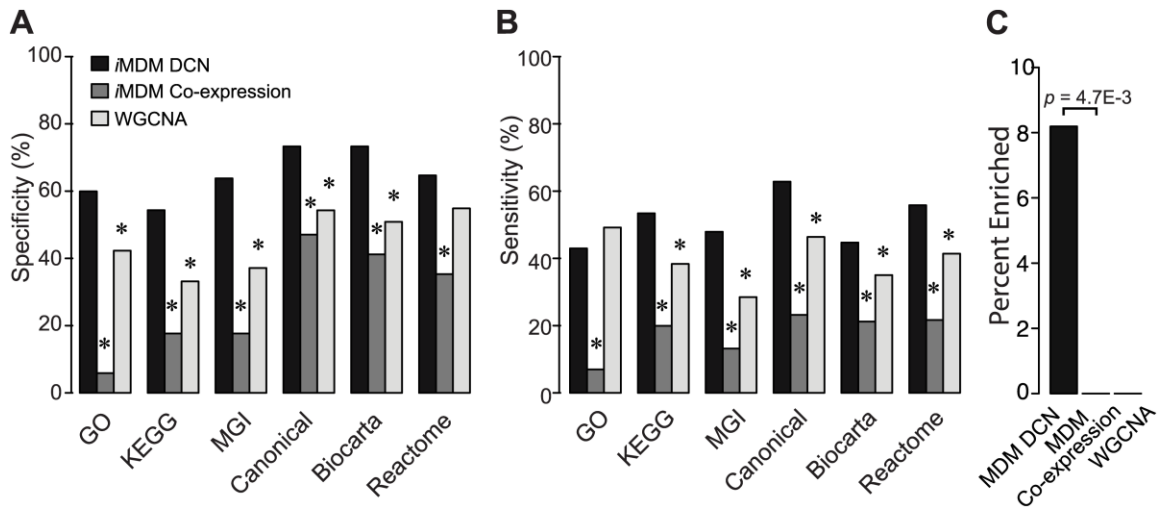 A
Specificity (%)
100
80
60
40
20
0
iMDM DCN
iMDM Co-expression
WGCNA
*
*
*
*
*
*
*
*
*
*
*
GO
KEGG
MGI
Canonical
Biocarta
Reactome
B
Sensitivity (%)
100
80
60
40
20
0
*
*
*
*
*
*
*
*
*
*
*
GO
KEGG
MGI
Canonical
Biocarta
Reactome
C
Percent Enriched
10
8
6
4
2
0
p = 4.7E-3
MDM DCN
MDM
Co-expression
WGCNA